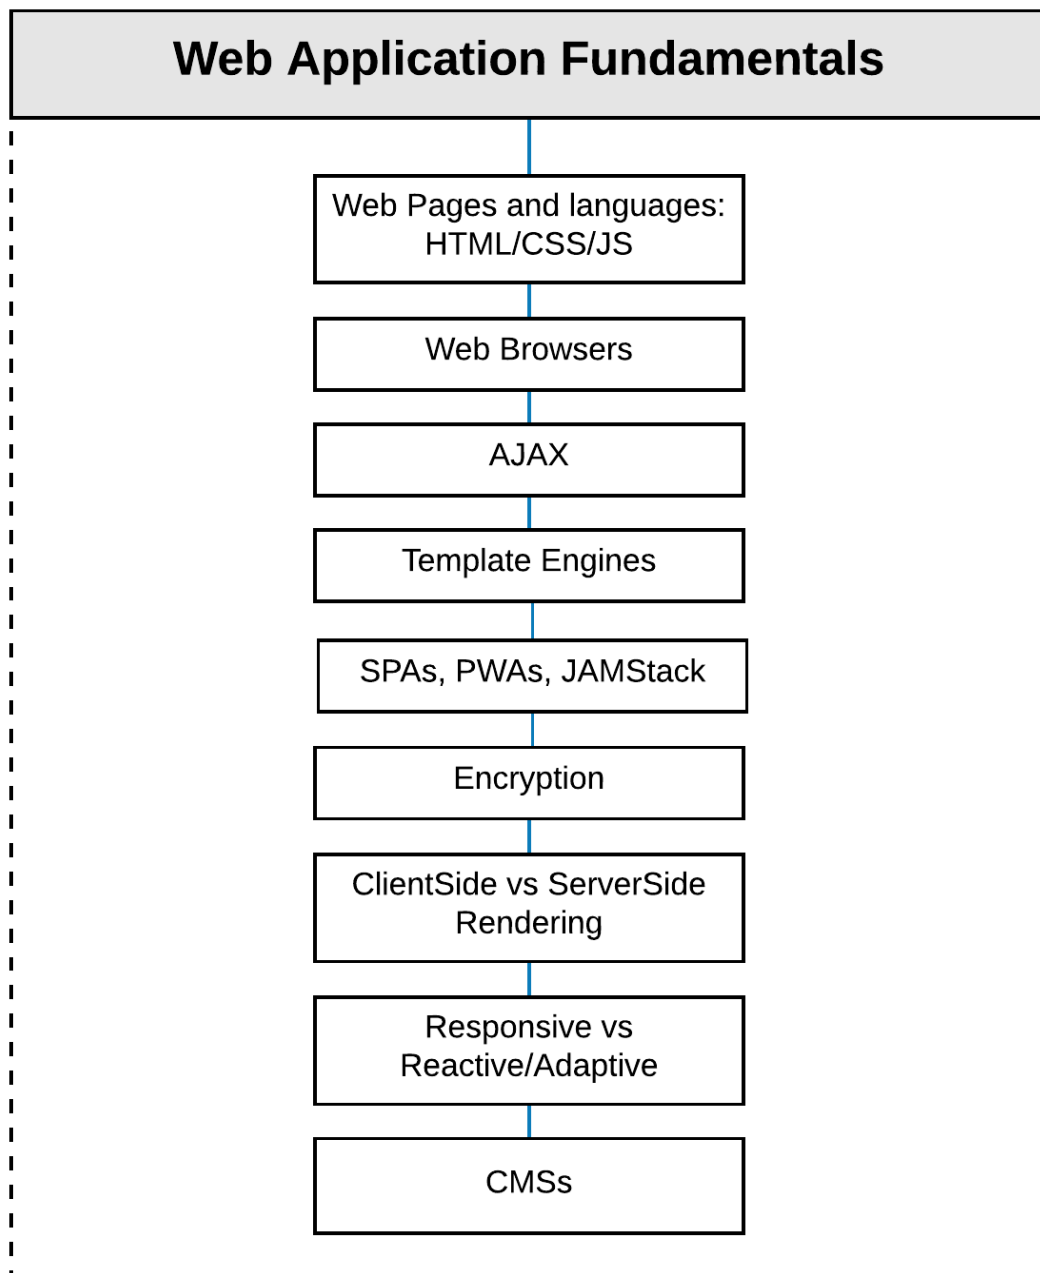 Web Application Fundamentals
Web Pages and languages:
HTML/CSS/JS
Web Browsers
AJAX
Template Engines
SPAs, PWAs, JAMStack
Encryption
ClientSide vs ServerSide
Rendering
Responsive vs
Reactive/Adaptive
CMSs